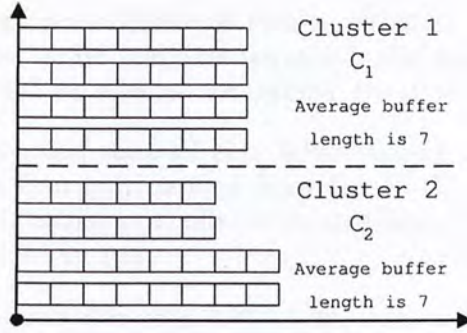 Cluster 1
C1
Average buffer
length is 7
Cluster 2
C2
Average buffer
length is 7